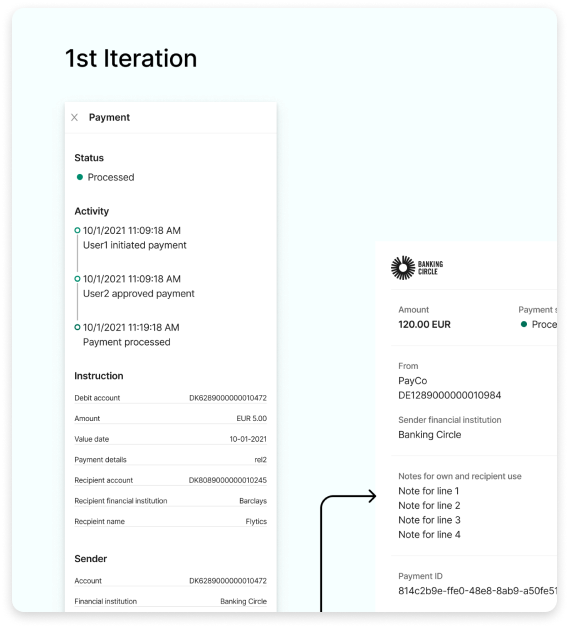 1st Iteration
Payment
Status
Processed
Activity
10/1/2021 11:09:18 AM
User1 initiated payment
10/1/2021 11:09:18 AM
User2 approved payment
10/1/2021 11:19:18 AM
Payment processed
Instruction
Debit account DK6289000000010472
Amount EUR 5.00
Value date 10-01-2021
Payment details rel2
Recipient account DK8089000000010245
Recipient financial institution Barclays
Recpieint name Flytics
Sender
Account DK6289000000010472
Financial institution Banking Circle
BANKING
CIRCLE
Amount Payment s
120.00 EUR Proce
From
PayCo
DE1289000000010984
Sender financial institution
Banking Circle
Notes for own and recipient use
Note for line 1
Note for line 2
Note for line 3
Note for line 4
Payment ID
814c2b9e-ffe0-48e8-8ab9-a50fe51